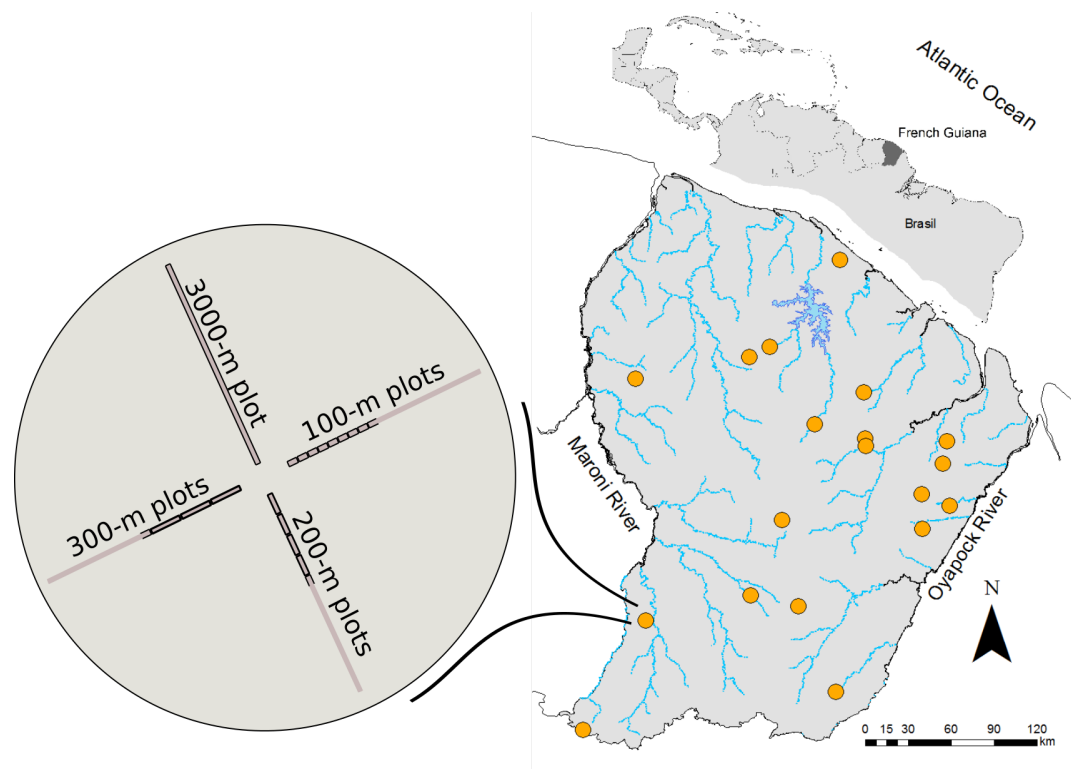 3000-m plot
100-m plots
300-m plots
200-m plots
Atlantic Ocean
French Guiana
Brasil
Maroni River
Oyapock River
N
0 15 30 60 90 120
km